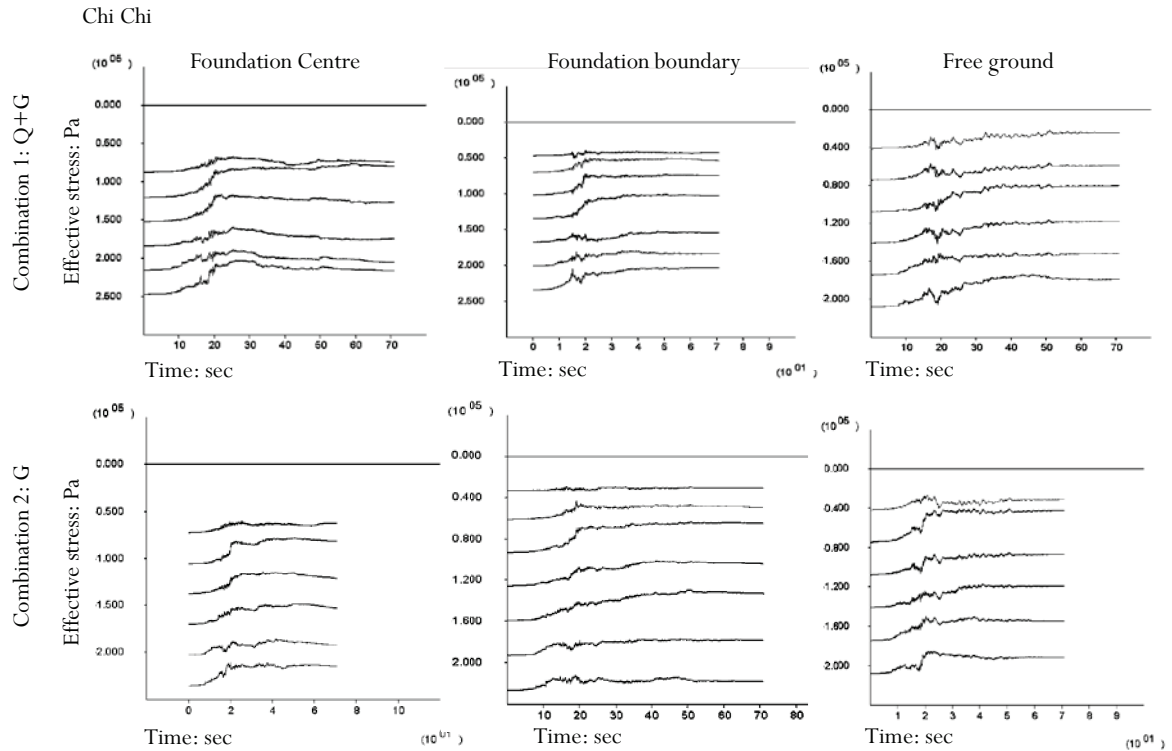 Chi Chi
Foundation Centre
Foundation boundary
Free ground
Combination 1: Q+G
Effective stress: Pa
(10 05 )
0.000
0.500
1.000
1.500
2.000
2.500
10 20 30 40 50 60 70
Time: sec
(10 05 )
0.000
0.500
1.000
1.500
2.000
2.500
0 1 2 3 4 5 6 7 8 9
Time: sec
(10 01 )
(10 05 )
0.000
0.400
0.800
1.200
1.600
2.000
10 20 30 40 50 60 70
Time: sec
Combination 2: G
Effective stress: Pa
(10 05 )
0.000
-0.500
-1.000
-1.500
2.000
0 2 4 6 8 10
Time: sec
(10 01 )
(10 05 )
0.000
0.400
0.800
1.200
1.600
2.000
10 20 30 40 50 60 70 80
Time: sec
(10 05 )
-0.000
-0.400
-0.800
-1.200
-1.600
2.000
1 2 3 4 5 6 7 8 9
Time: sec
(10 01 )